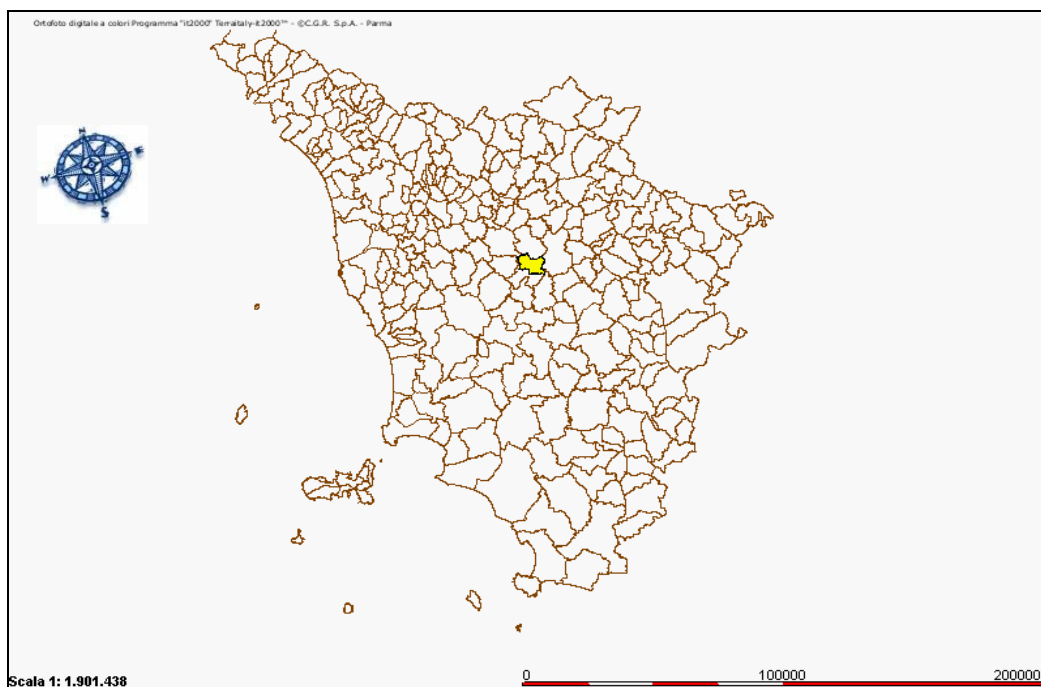 Ortofoto digitale a colori Programma "it2000" Terraitaly-it2000™ - ©C.G.R. S.p.A. - Parma
N
W
E
S
Scala 1: 1.901.438
0 100000 200000